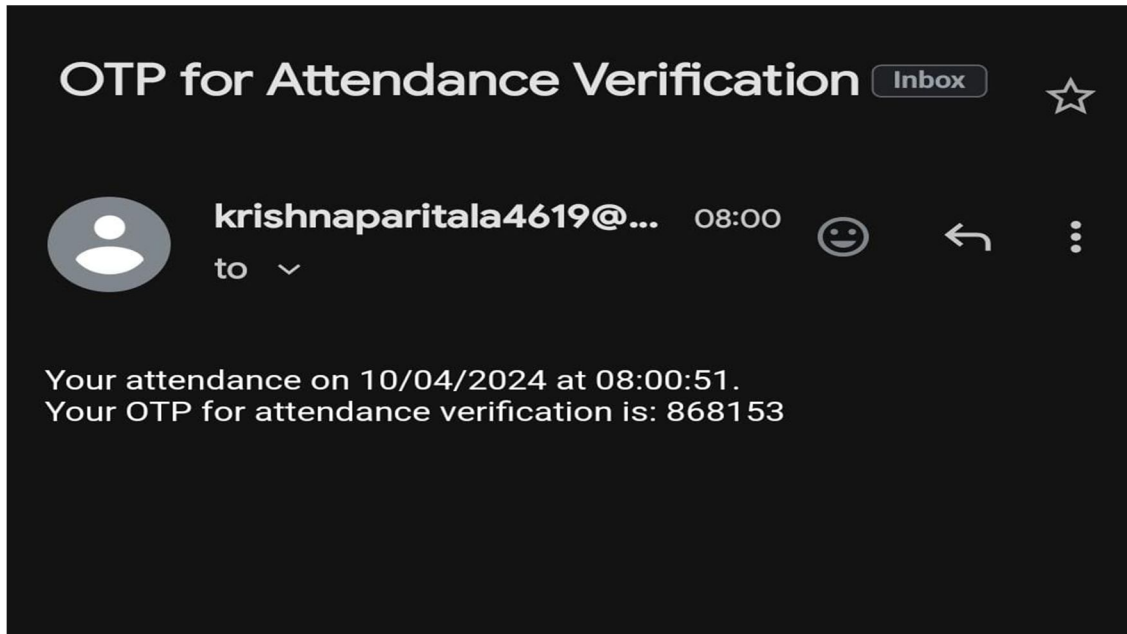 OTP for Attendance Verification Inbox
krishnaparitala4619@... 08:00
to
Your attendance on 10/04/2024 at 08:00:51.
Your OTP for attendance verification is: 868153